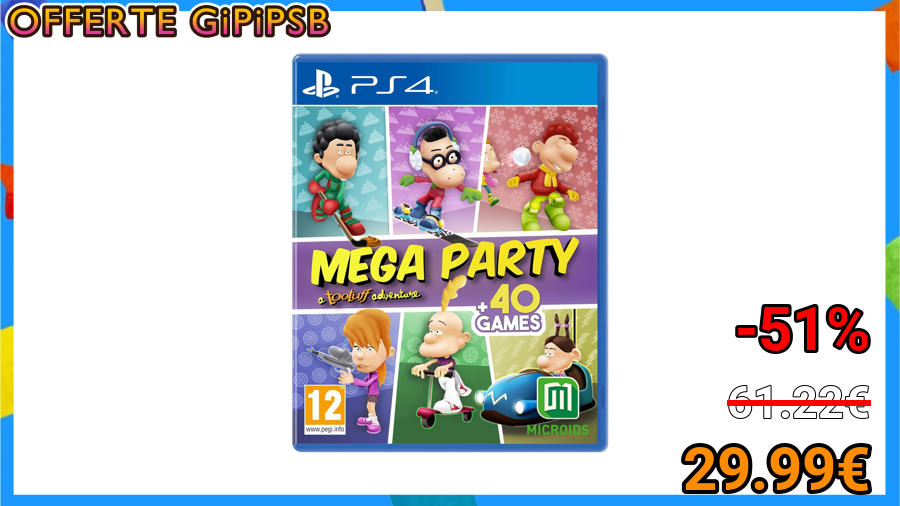 OFFERTE GiPiPSB
PS4
MEGA PARTY
a tootuff adventure
+40
GAMES
12
www.pegi.info
M
MICROIDS
-51%
61.22€
29.99€